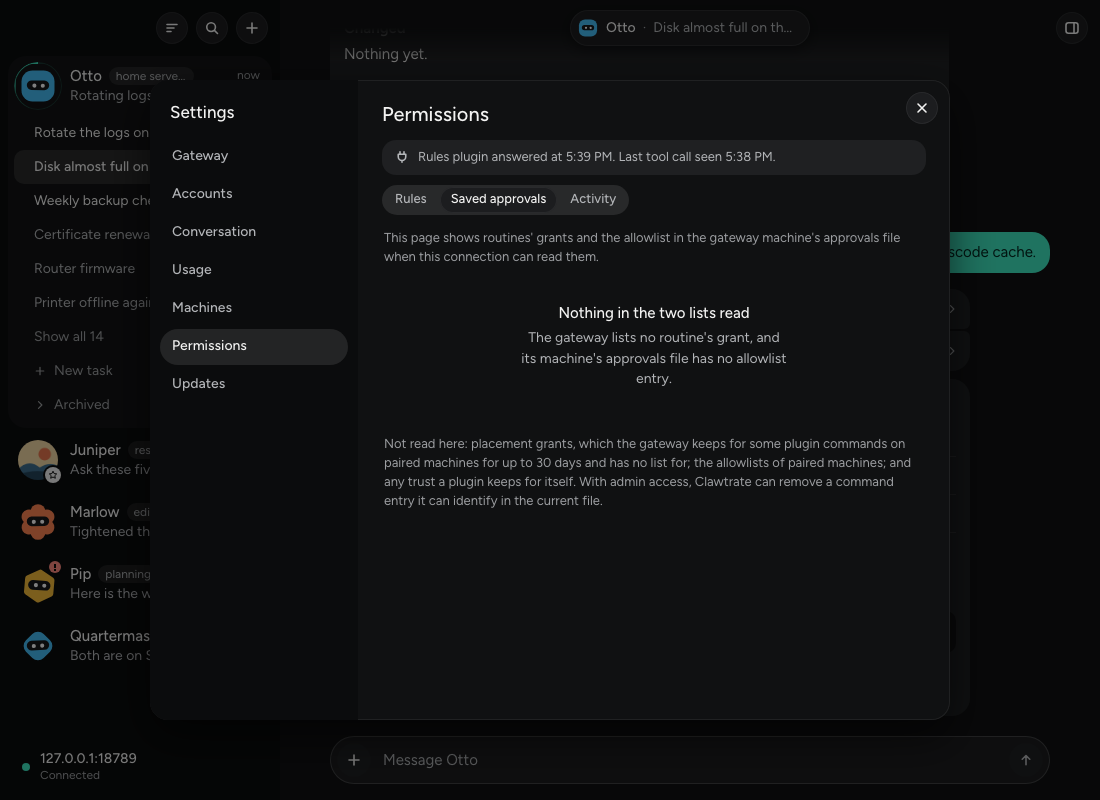 Otto · Disk almost full on th...
Nothing yet.
Otto home serve... now
Rotating logs
Rotate the logs on
Disk almost full on
Weekly backup che
Certificate renewa
Router firmware
Printer offline again
Show all 14
New task
Archived
Juniper res
Ask these fiv
Marlow edi
Tightened th
Pip planning
Here is the w
Quartermas
Both are on S
127.0.0.1:18789
Connected
Settings
Gateway
Accounts
Conversation
Usage
Machines
Permissions
Updates
Permissions
Rules plugin answered at 5:39 PM. Last tool call seen 5:38 PM.
Rules Saved approvals Activity
This page shows routines' grants and the allowlist in the gateway machine's approvals file
when this connection can read them.
Nothing in the two lists read
The gateway lists no routine's grant, and
its machine's approvals file has no allowlist
entry.
Not read here: placement grants, which the gateway keeps for some plugin commands on
paired machines for up to 30 days and has no list for; the allowlists of paired machines; and
any trust a plugin keeps for itself. With admin access, Clawtrate can remove a command
entry it can identify in the current file.
scode cache.
Message Otto